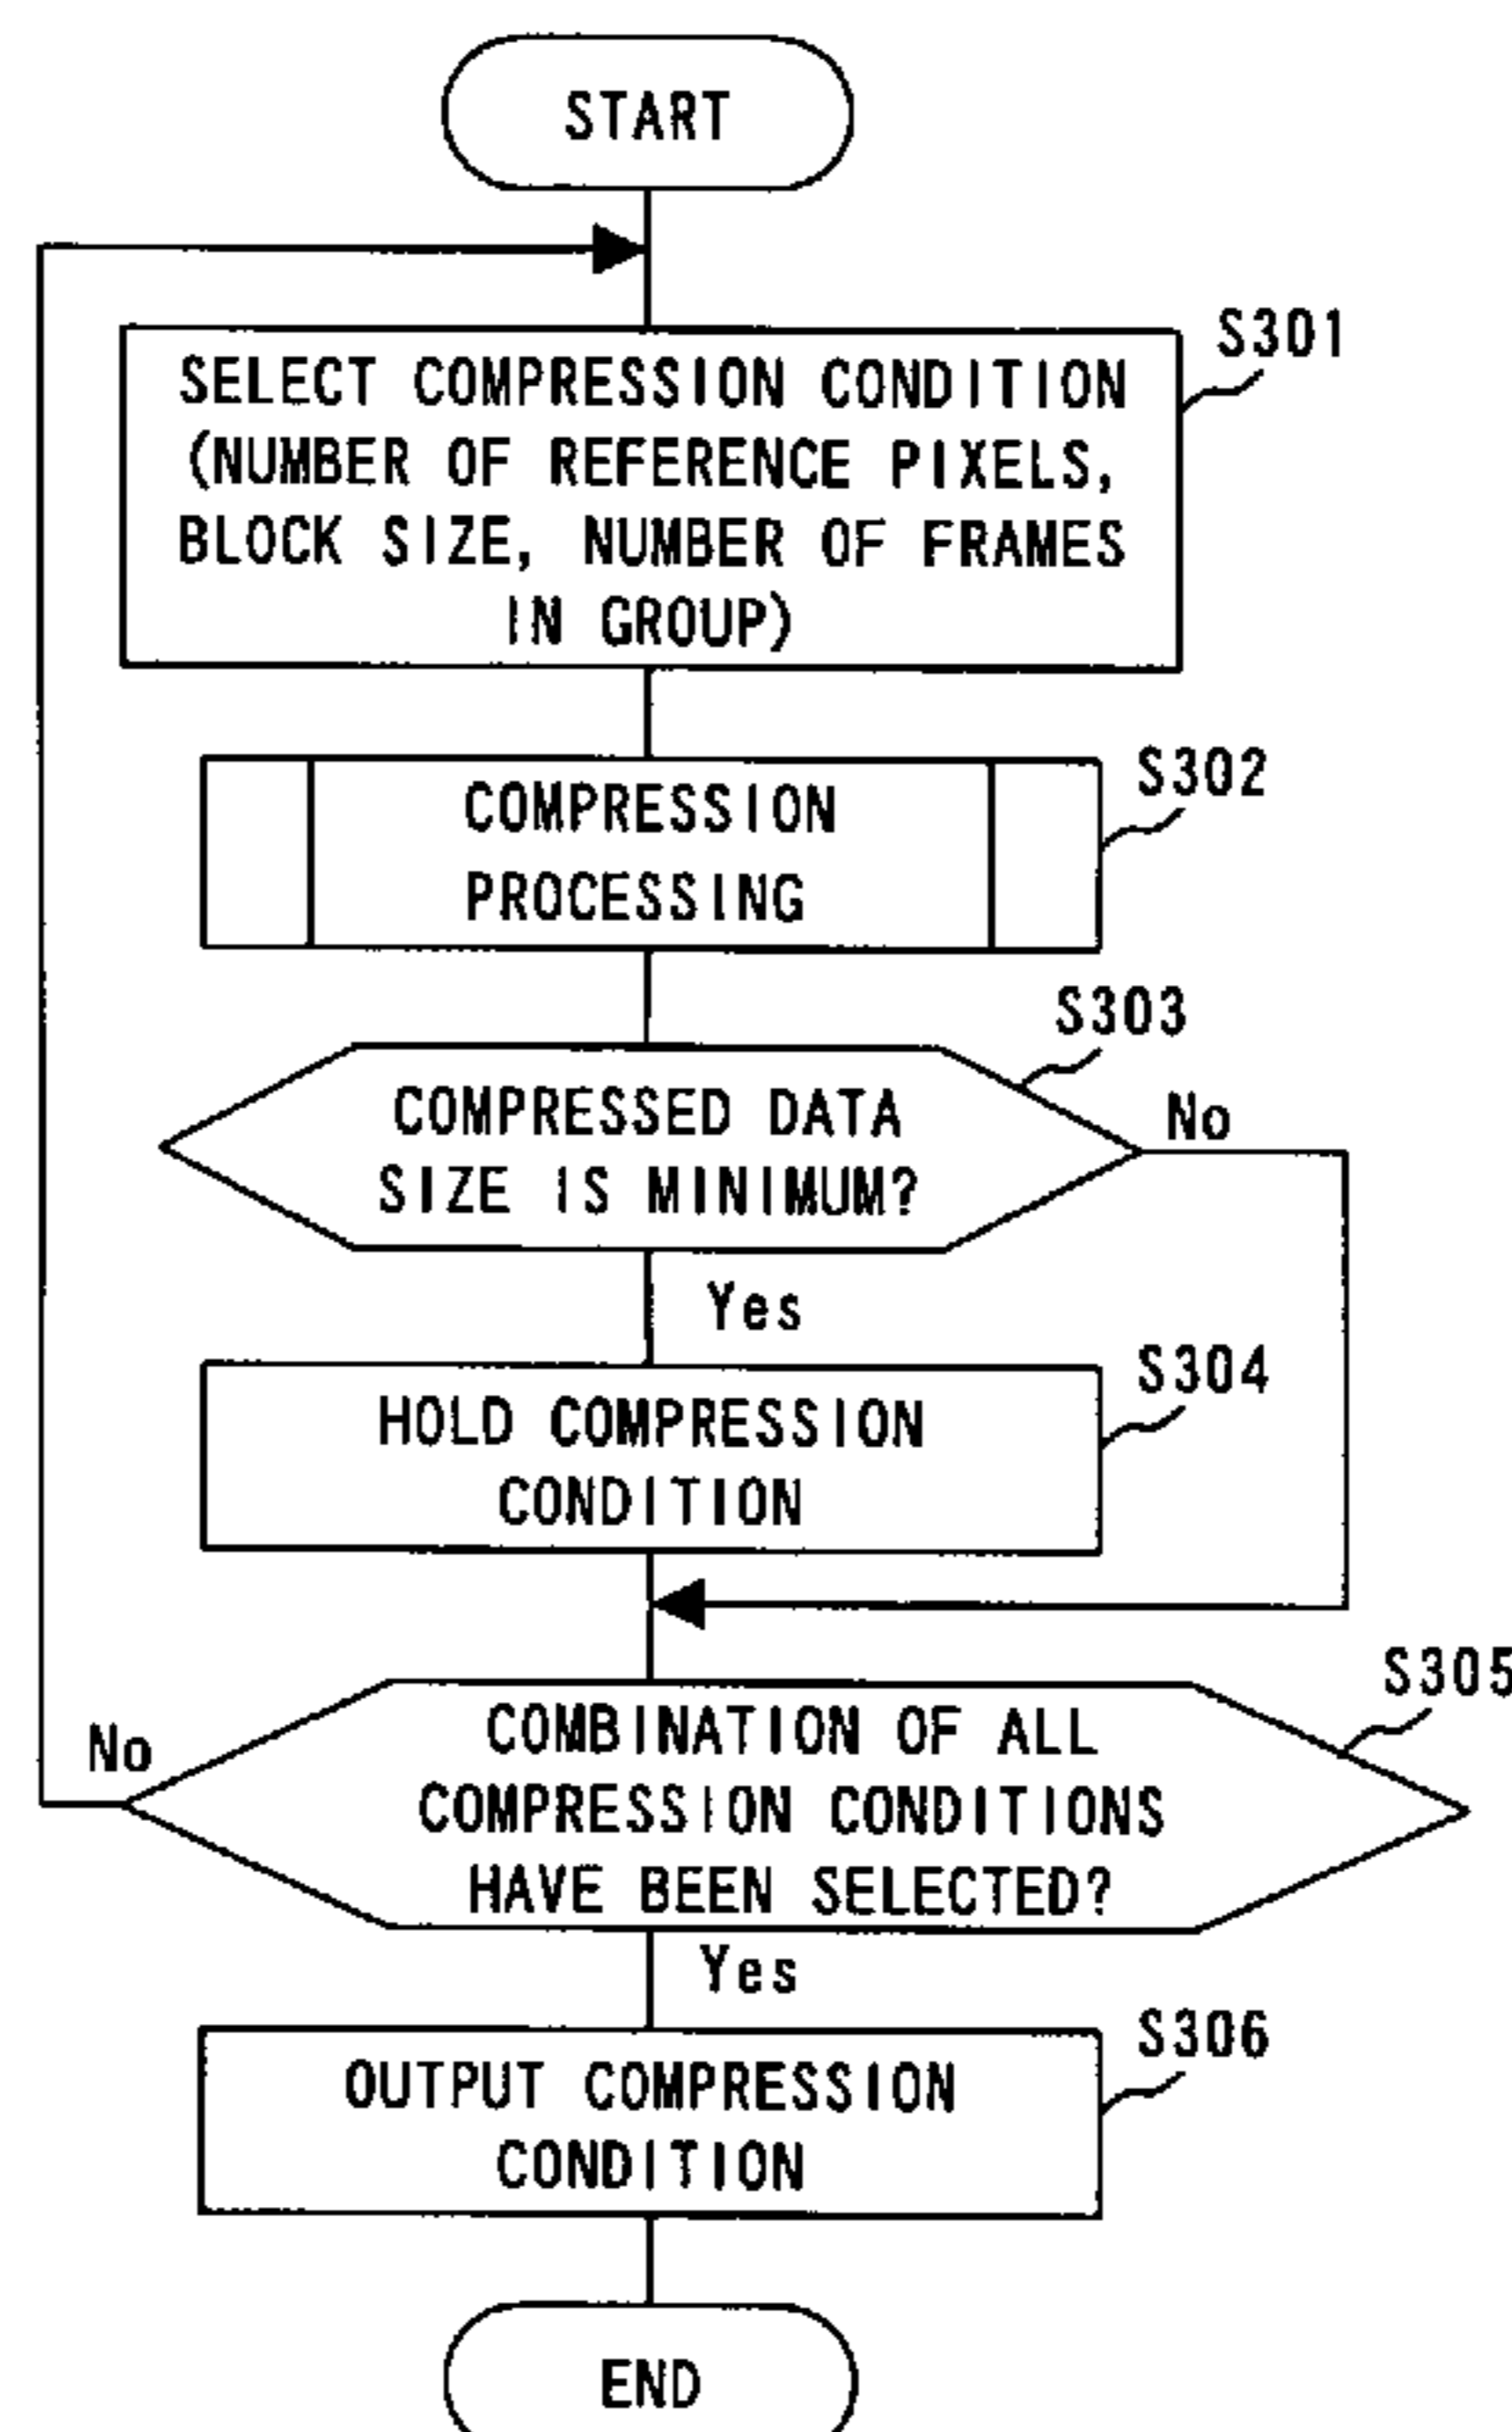 START
S301
SELECT COMPRESSION CONDITION
(NUMBER OF REFERENCE PIXELS,
BLOCK SIZE, NUMBER OF FRAMES
IN GROUP)
S302
COMPRESSION
PROCESSING
S303
COMPRESSED DATA
SIZE IS MINIMUM?
No
Yes
S304
HOLD COMPRESSION
CONDITION
S305
COMBINATION OF ALL
COMPRESSION CONDITIONS
HAVE BEEN SELECTED?
No
Yes
S306
OUTPUT COMPRESSION
CONDITION
END